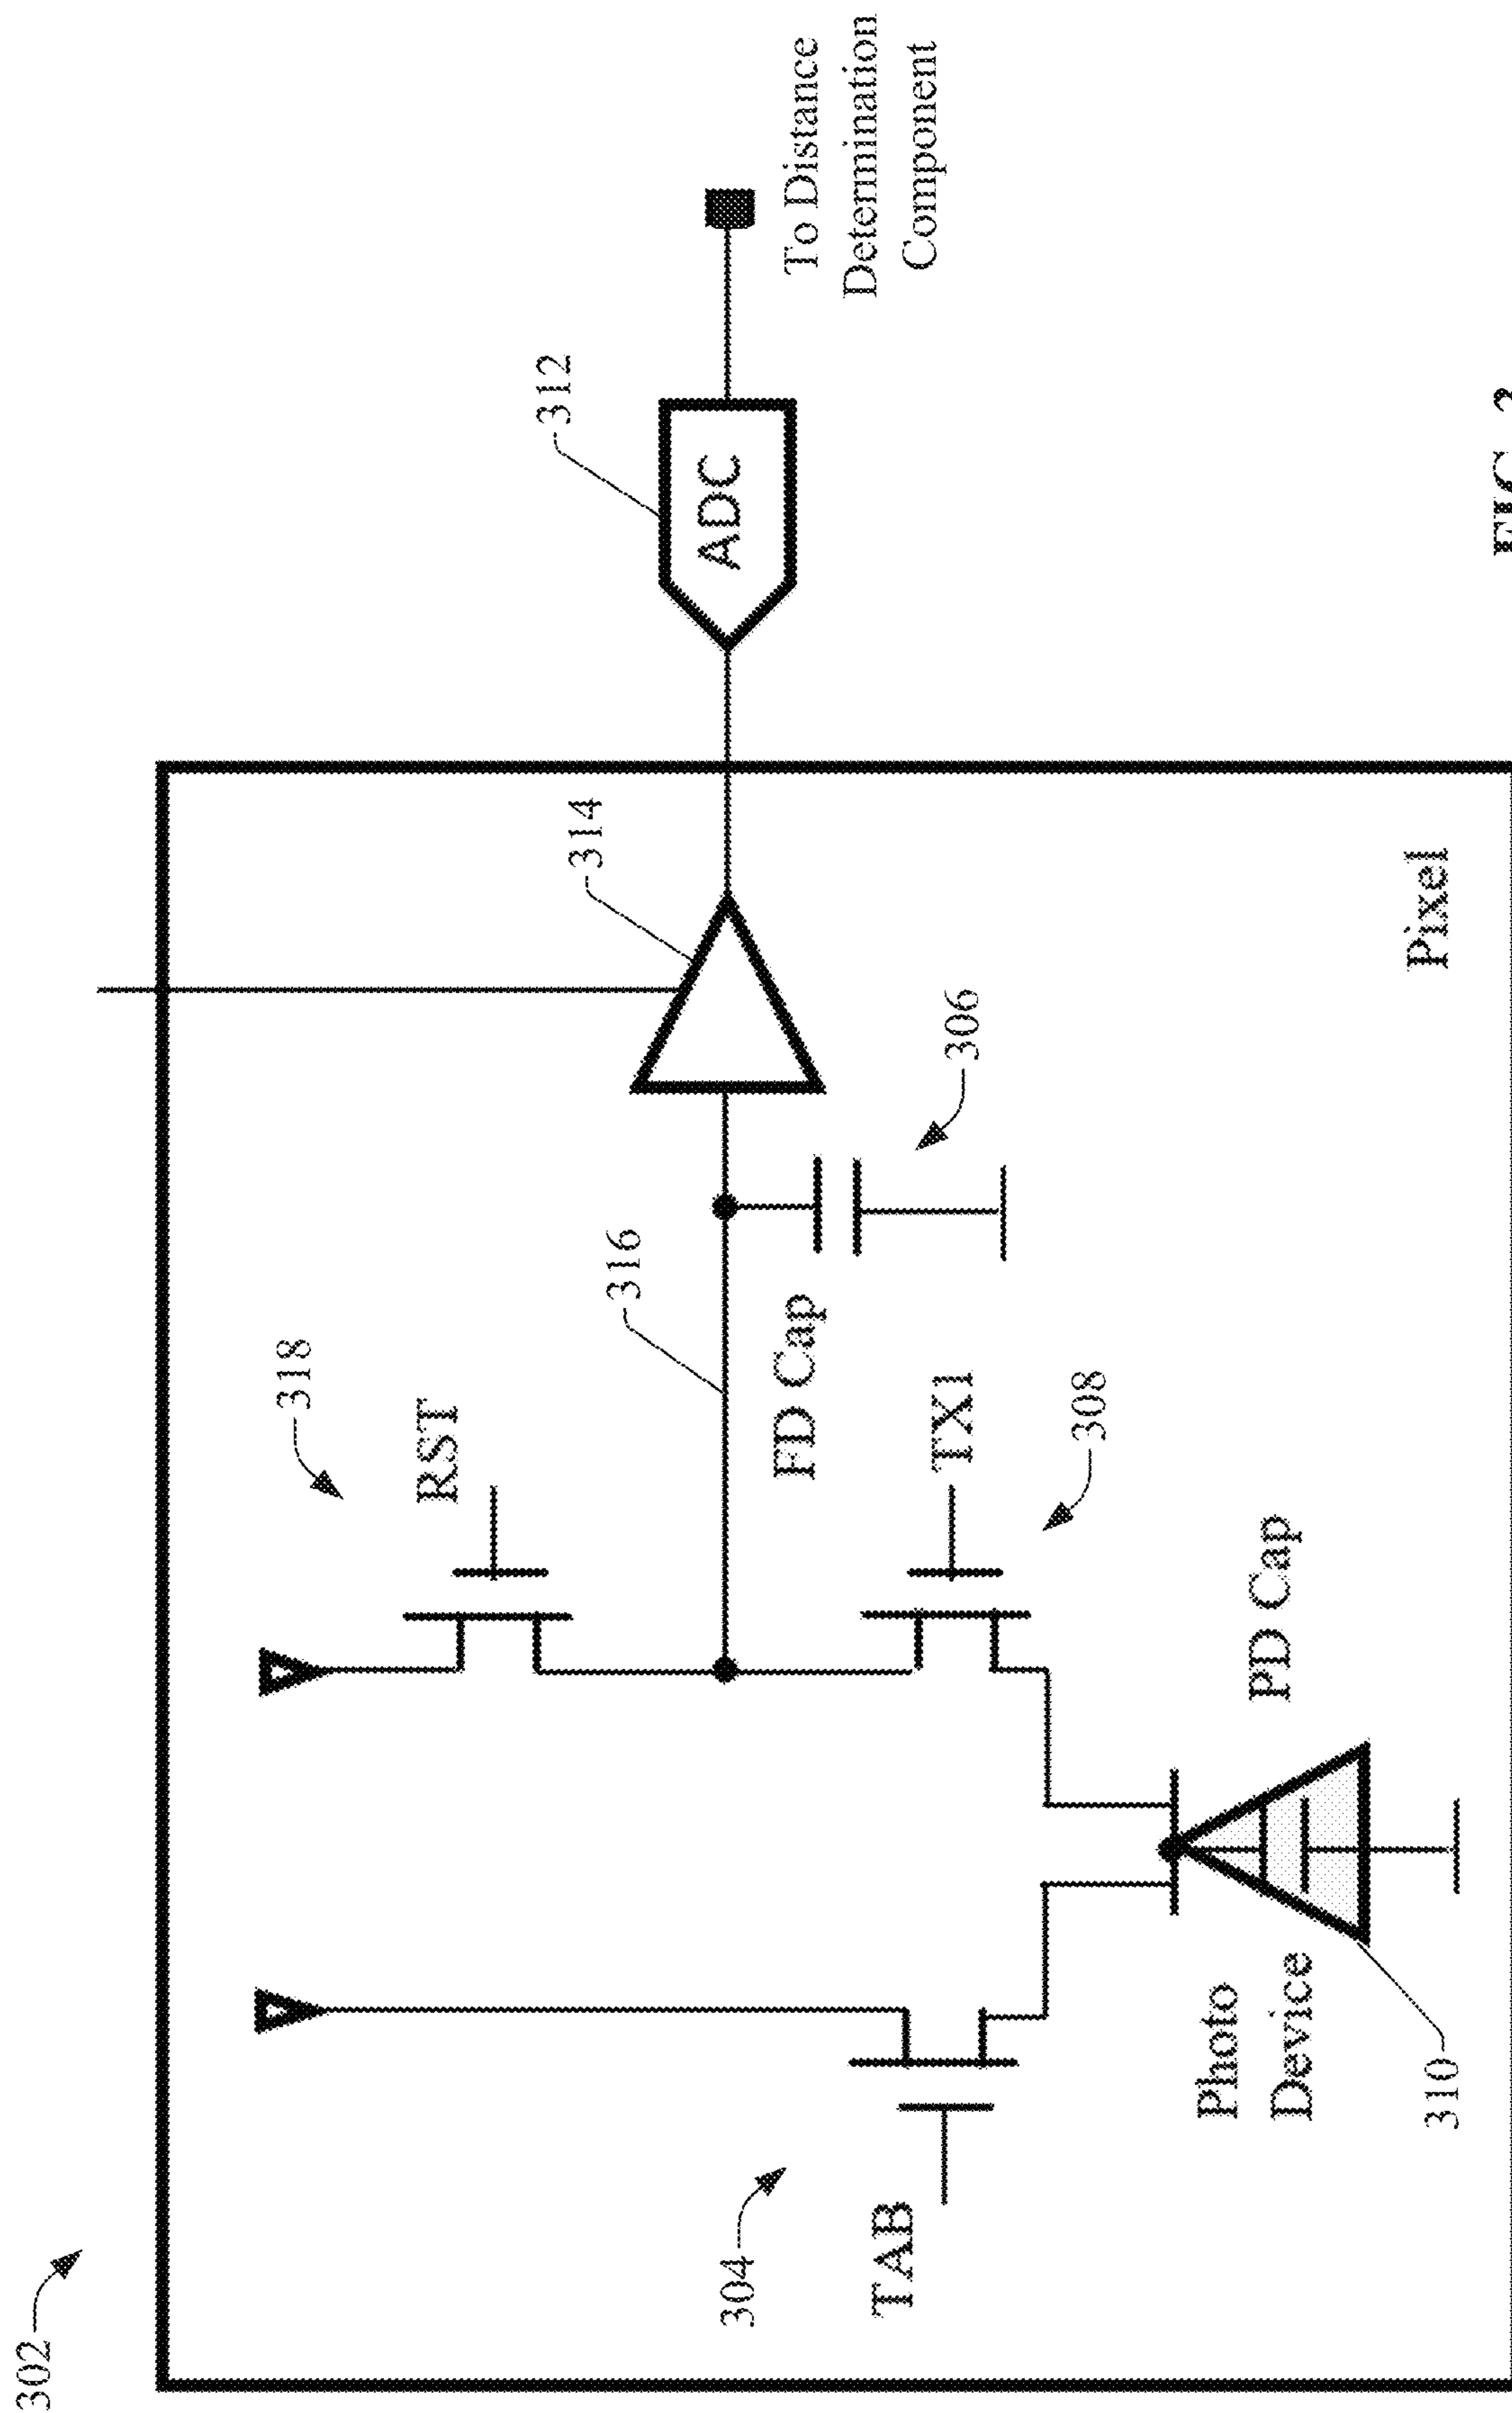 302
318
RST
316
314
312
ADC
To Distance
Determination
Component
304
TAB
FD Cap
306
TX1
308
Photo
Device
PD Cap
310
Pixel